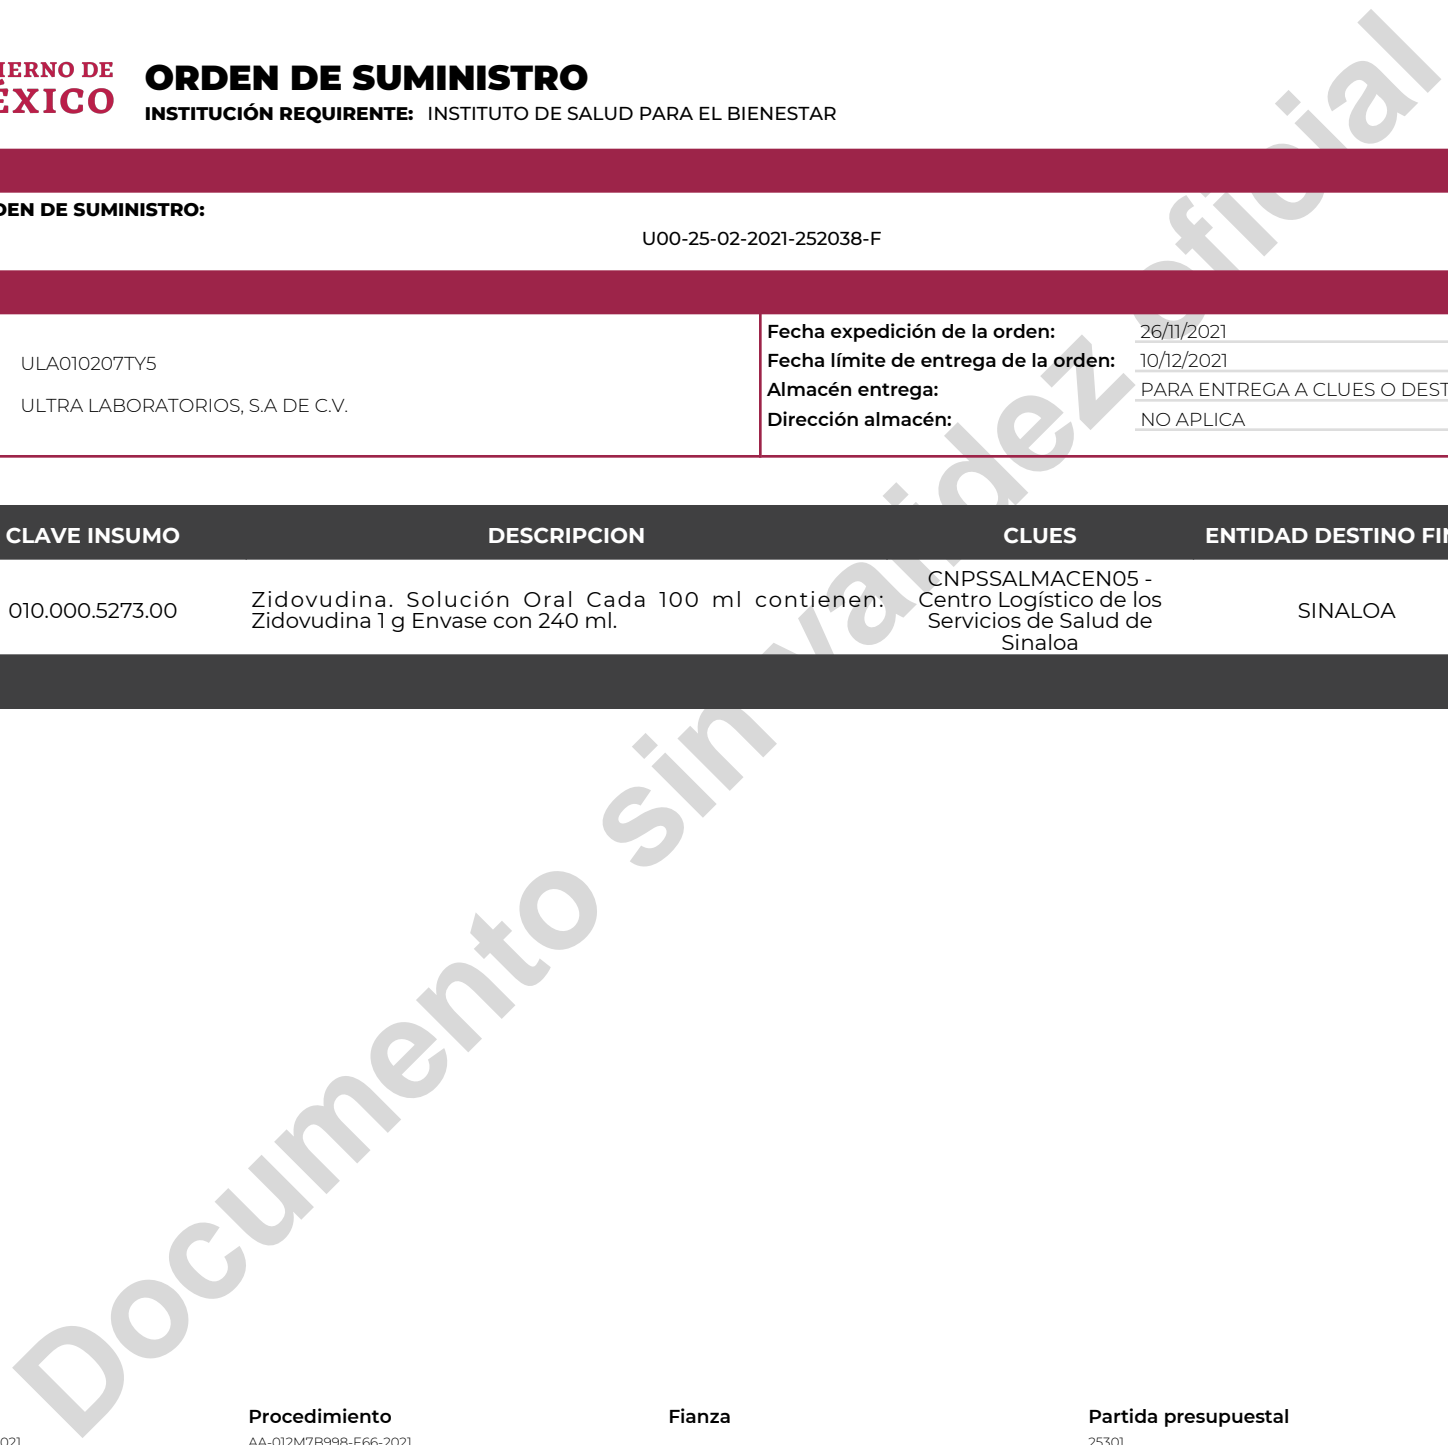 IERNO DE
ÉXICO
ORDEN DE SUMINISTRO
INSTITUCIÓN REQUIRENTE: INSTITUTO DE SALUD PARA EL BIENESTAR
DEN DE SUMINISTRO:
U00-25-02-2021-252038-F
ULA010207TY5
ULTRA LABORATORIOS, S.A DE C.V.
Fecha expedición de la orden: 26/11/2021
Fecha límite de entrega de la orden: 10/12/2021
Almacén entrega: PARA ENTREGA A CLUES O DEST
Dirección almacén: NO APLICA
CLAVE INSUMO DESCRIPCION CLUES ENTIDAD DESTINO FIN
010.000.5273.00
Zidovudina. Solución Oral Cada 100 ml contienen:
Zidovudina 1 g Envase con 240 ml.
CNPSSALMACEN05 -
Centro Logístico de los
Servicios de Salud de
Sinaloa
SINALOA
Documento sin validez oficial
Procedimiento Fianza Partida presupuestal
021 AA-012M7B998-E66-2021 25301